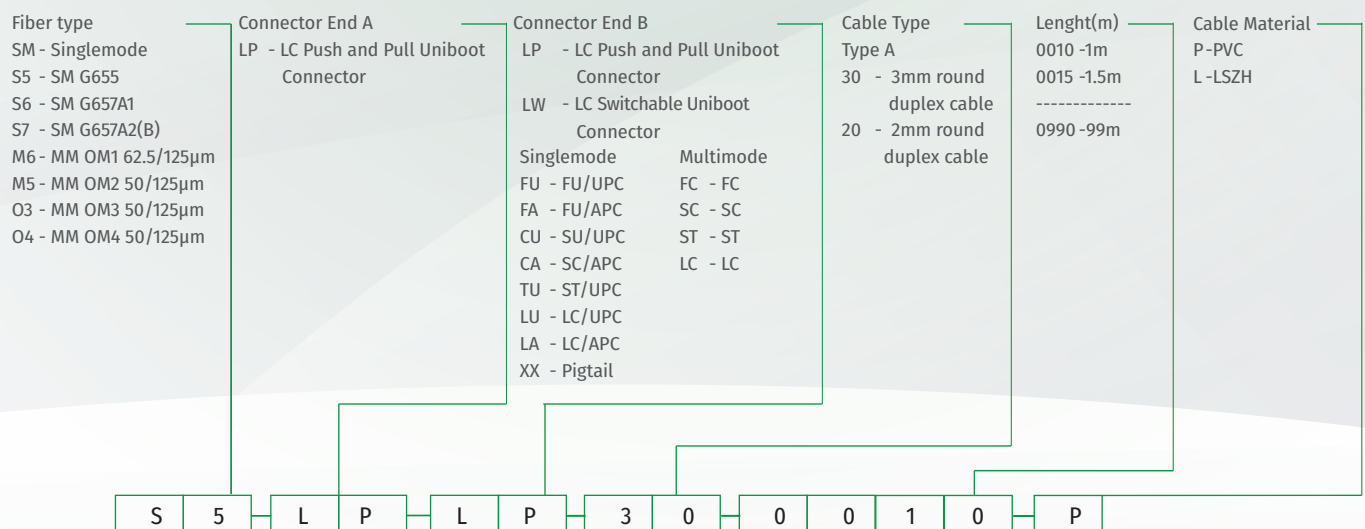 Fiber type
SM - Singlemode
S5 - SM G655
S6 - SM G657A1
S7 - SM G657A2(B)
M6 - MM OM1 62.5/125µm
M5 - MM OM2 50/125µm
O3 - MM OM3 50/125µm
O4 - MM OM4 50/125µm
Connector End A
LP - LC Push and Pull Uniboot
Connector
Connector End B
LP - LC Push and Pull Uniboot
Connector
LW - LC Switchable Uniboot
Connector
Singlemode
FU - FU/UPC
FA - FU/APC
CU - SU/UPC
CA - SC/APC
TU - ST/UPC
LU - LC/UPC
LA - LC/APC
XX - Pigtail
Multimode
FC - FC
SC - SC
ST - ST
LC - LC
Cable Type
Type A
30 - 3mm round
duplex cable
20 - 2mm round
duplex cable
Lenght(m)
0010 -1m
0015 -1.5m
-------------
0990 -99m
Cable Material
P-PVC
L-LSZH
S 5 - L P - L P - 3 0 - 0 0 1 0 - P